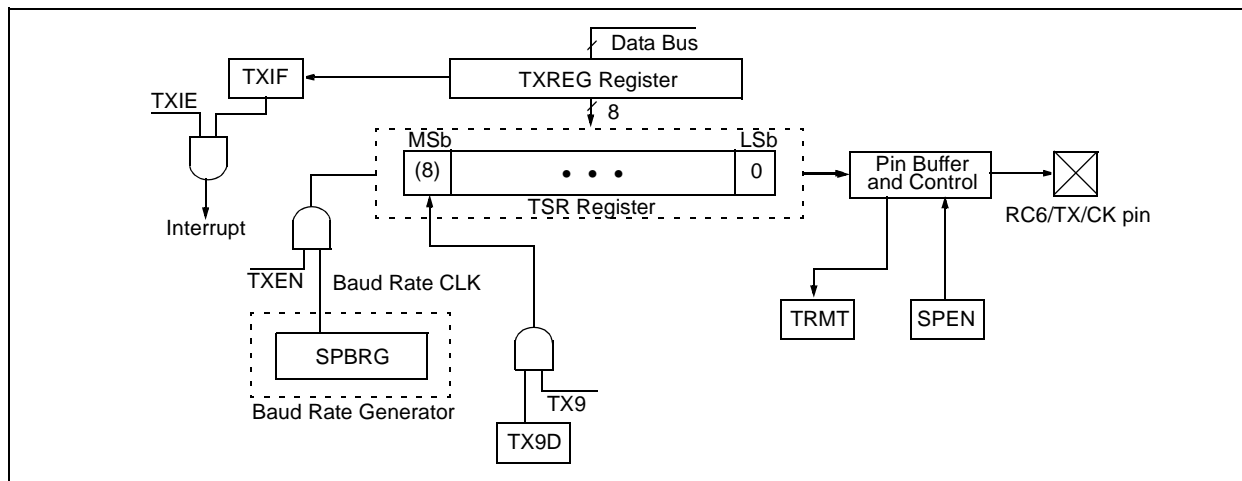 Data Bus
TXIF
TXREG Register
TXIE
8
MSb
LSb
(8)
• • •
0
TSR Register
Pin Buffer
and Control
Interrupt
RC6/TX/CK pin
TXEN
Baud Rate CLK
TRMT
SPEN
SPBRG
TX9
Baud Rate Generator
TX9D